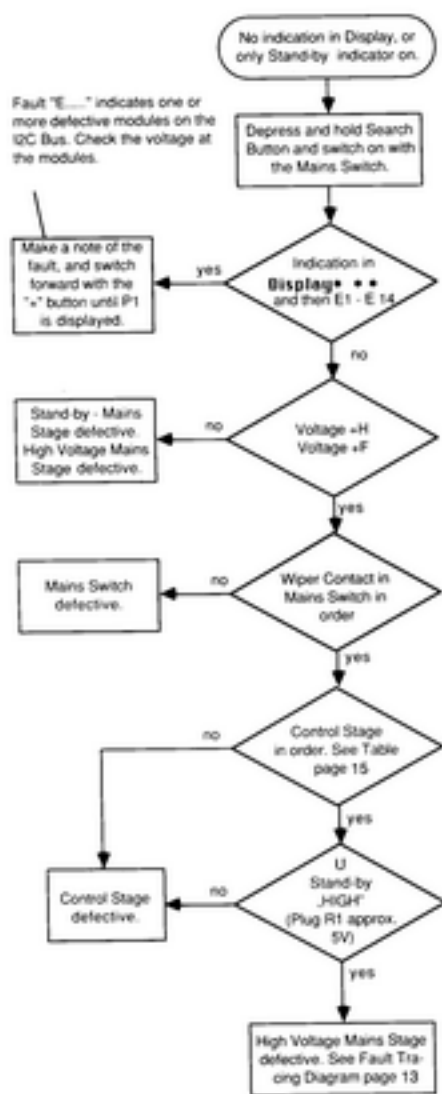 No indication in Display, or
only Stand-by indicator on.
Fault "E....." indicates one or
more defective modules on the
I2C Bus. Check the voltage at
the modules.
Depress and hold Search
Button and switch on with
the Mains Switch.
Make a note of the
fault, and switch
forward with the
"+" button until P1
is displayed.
yes
Indication in
Display• • •
and then E1 - E 14
no
Stand-by - Mains
Stage defective.
High Voltage Mains
Stage defective.
no
Voltage +H
Voltage +F
yes
Mains Switch
defective.
no
Wiper Contact in
Mains Switch in
order
yes
no
Control Stage
in order. See Table
page 15
yes
Control Stage
defective.
no
U
Stand-by
„HIGH"
(Plug R1 approx.
5V)
yes
High Voltage Mains Stage
defective. See Fault Tra-
cing Diagram page 13